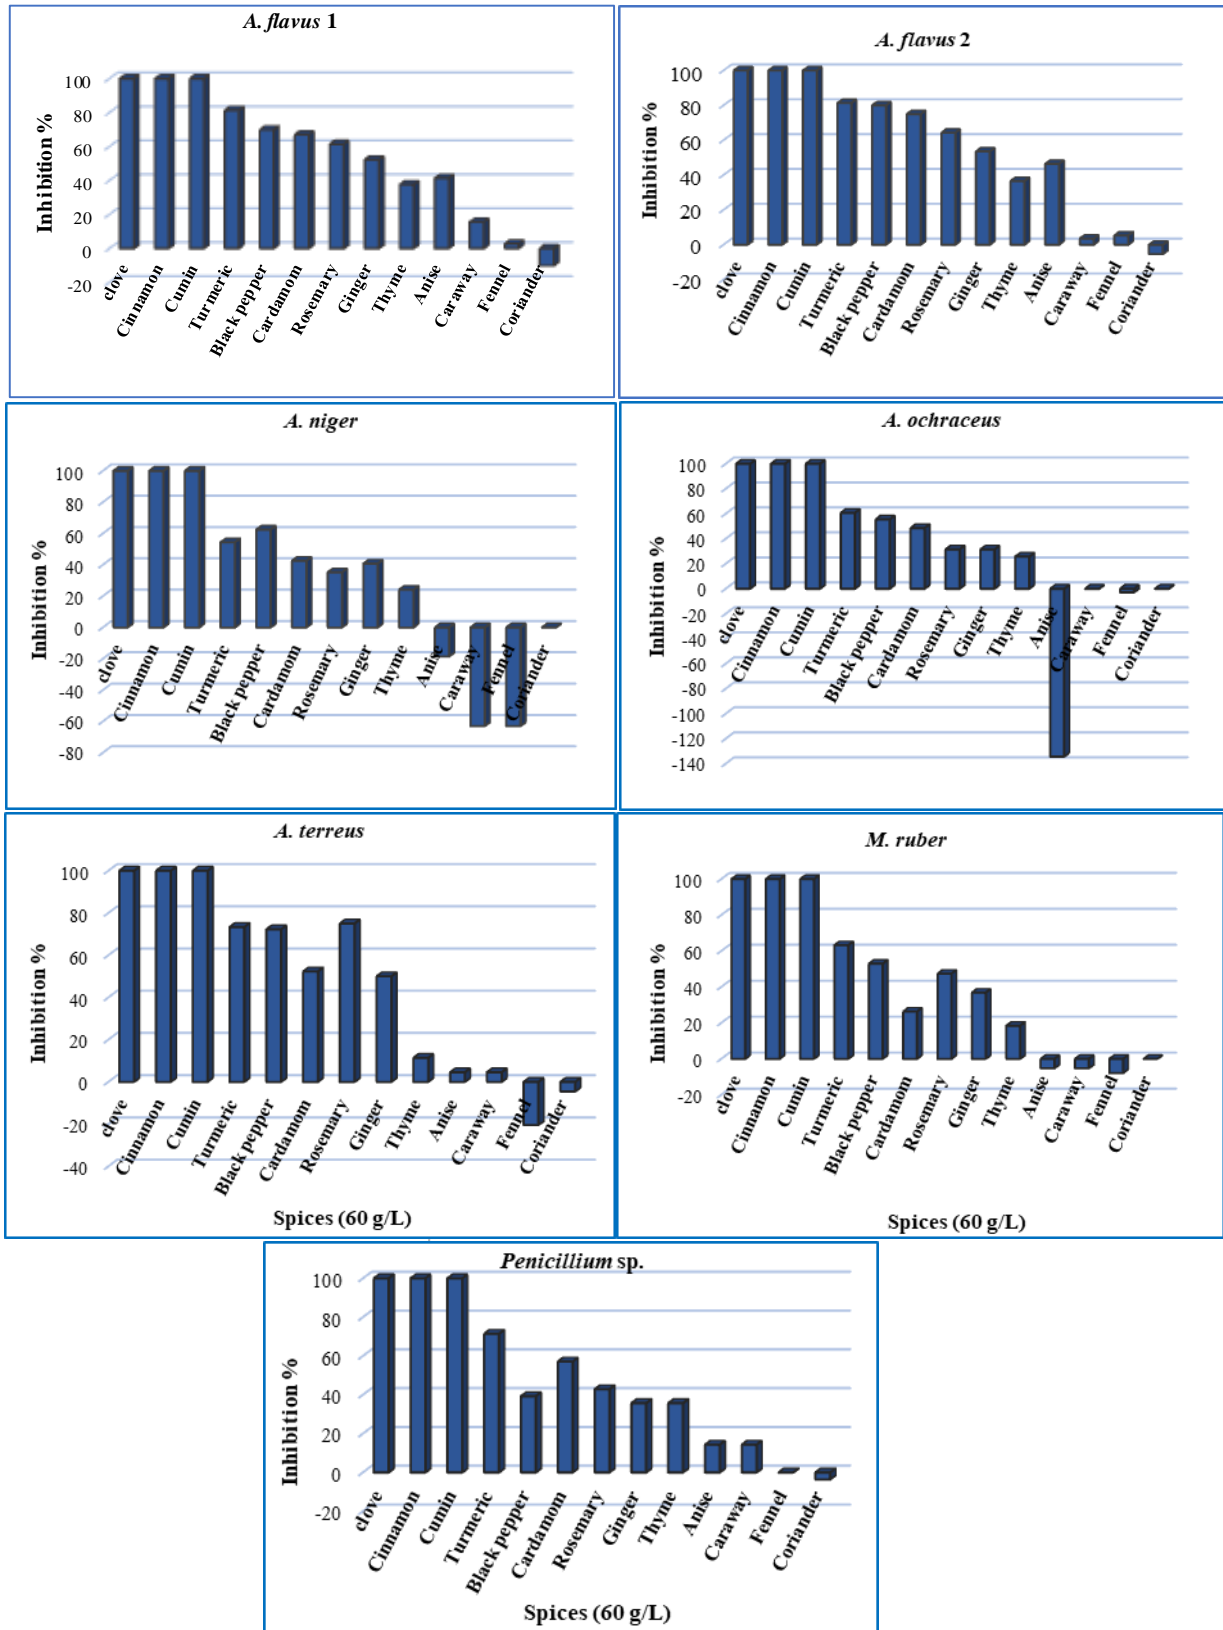 A. flavus 1
Inhibition %
100
80
60
40
20
0
-20
clove
Cinnamon
Cumin
Turmeric
Black pepper
Cardamom
Rosemary
Ginger
Thyme
Anise
Caraway
Fennel
Coriander
A. flavus 2
Inhibition %
100
80
60
40
20
0
-20
clove
Cinnamon
Cumin
Turmeric
Black pepper
Cardamom
Rosemary
Ginger
Thyme
Anise
Caraway
Fennel
Coriander
A. niger
Inhibition %
100
80
60
40
20
0
-20
-40
-60
-80
clove
Cinnamon
Cumin
Turmeric
Black pepper
Cardamom
Rosemary
Ginger
Thyme
Anise
Caraway
Fennel
Coriander
A. ochraceus
Inhibition %
100
80
60
40
20
0
-20
-40
-60
-80
-100
-120
-140
clove
Cinnamon
Cumin
Turmeric
Black pepper
Cardamom
Rosemary
Ginger
Thyme
Anise
Caraway
Fennel
Coriander
A. terreus
Inhibition %
100
80
60
40
20
0
-20
-40
clove
Cinnamon
Cumin
Turmeric
Black pepper
Cardamom
Rosemary
Ginger
Thyme
Anise
Caraway
Fennel
Coriander
Spices (60 g/L)
M. ruber
Inhibition %
100
80
60
40
20
0
-20
clove
Cinnamon
Cumin
Turmeric
Black pepper
Cardamom
Rosemary
Ginger
Thyme
Anise
Caraway
Fennel
Coriander
Spices (60 g/L)
Penicillium sp.
Inhibition %
100
80
60
40
20
0
-20
clove
Cinnamon
Cumin
Turmeric
Black pepper
Cardamom
Rosemary
Ginger
Thyme
Anise
Caraway
Fennel
Coriander
Spices (60 g/L)